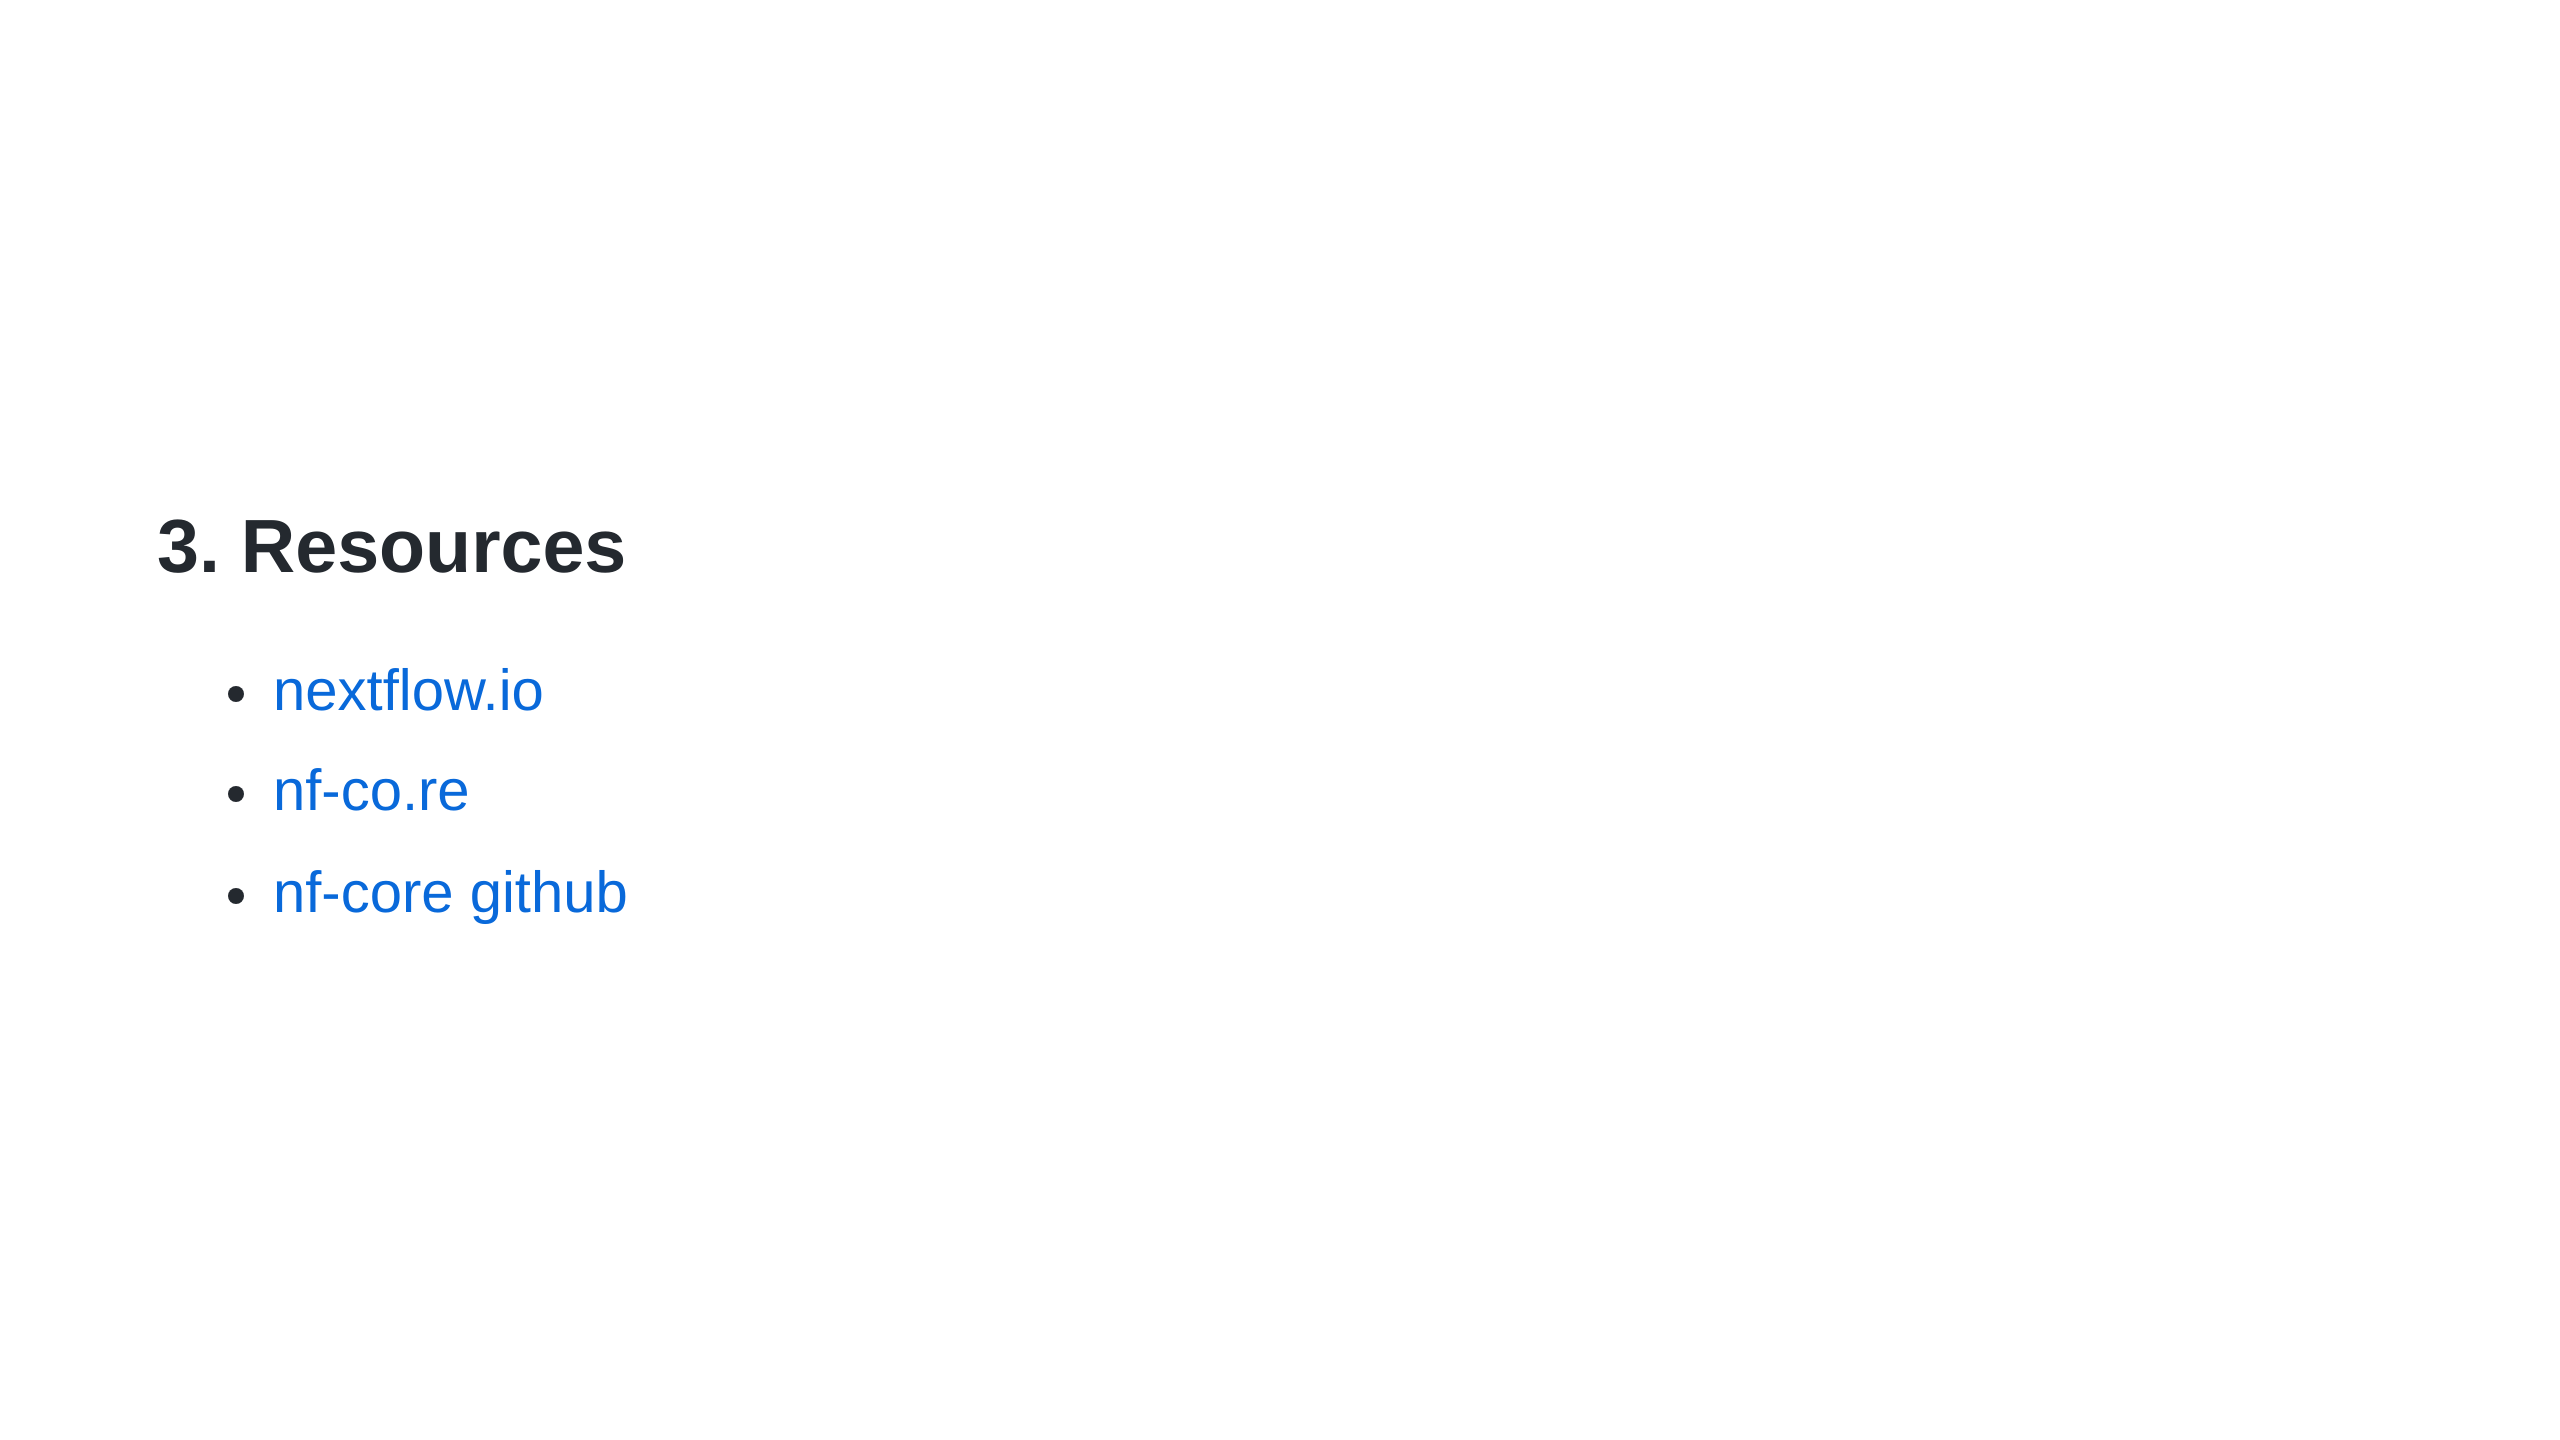 3. Resources
nextflow.io
nf-co.re
nf-core github